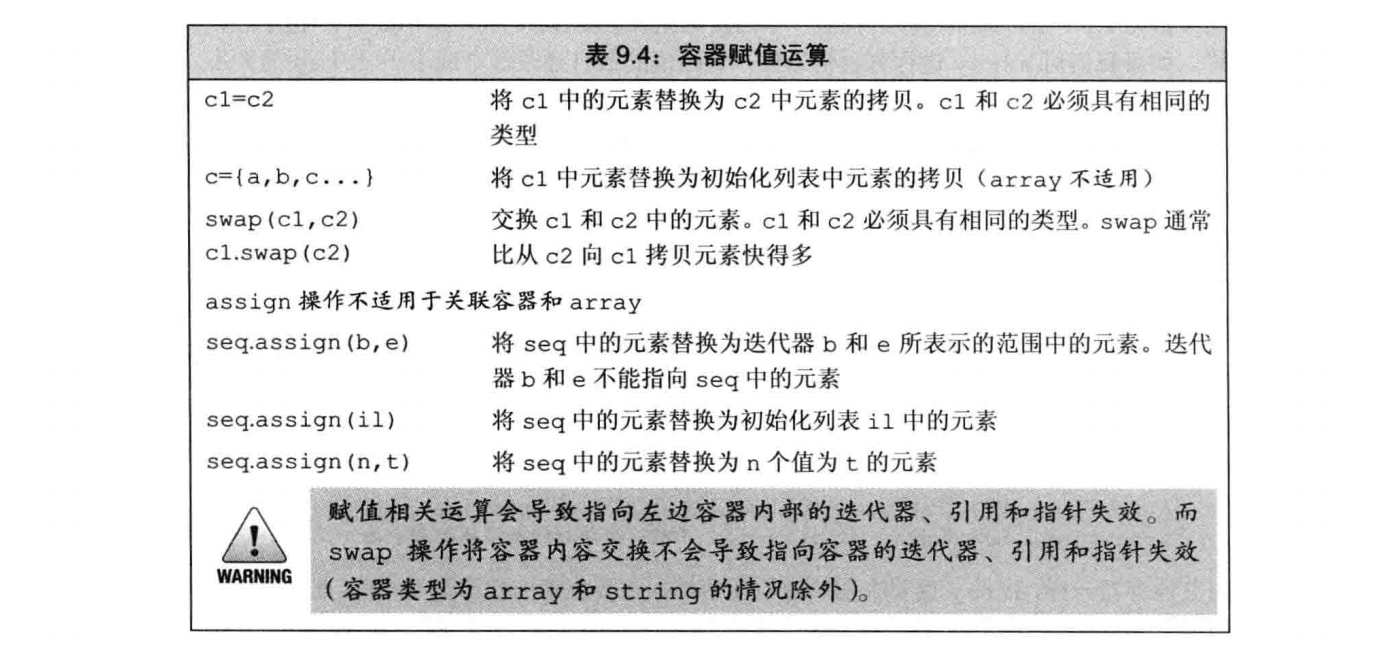 表 9.4：容器赋值运算
c1=c2 将 c1 中的元素替换为 c2 中元素的拷贝。c1 和 c2 必须具有相同的
类型
c={a,b,c...} 将 c1 中元素替换为初始化列表中元素的拷贝（array 不适用）
swap(c1,c2) 交换 c1 和 c2 中的元素。c1 和 c2 必须具有相同的类型。swap 通常
c1.swap(c2) 比从 c2 向 c1 拷贝元素快得多
assign 操作不适用于关联容器和 array
seq.assign(b,e) 将 seq 中的元素替换为迭代器 b 和 e 所表示的范围中的元素。迭代
器 b 和 e 不能指向 seq 中的元素
seq.assign(il) 将 seq 中的元素替换为初始化列表 il 中的元素
seq.assign(n,t) 将 seq 中的元素替换为 n 个值为 t 的元素
赋值相关运算会导致指向左边容器内部的迭代器、引用和指针失效。而
swap 操作将容器内容交换不会导致指向容器的迭代器、引用和指针失效
WARNING
（容器类型为 array 和 string 的情况除外）。